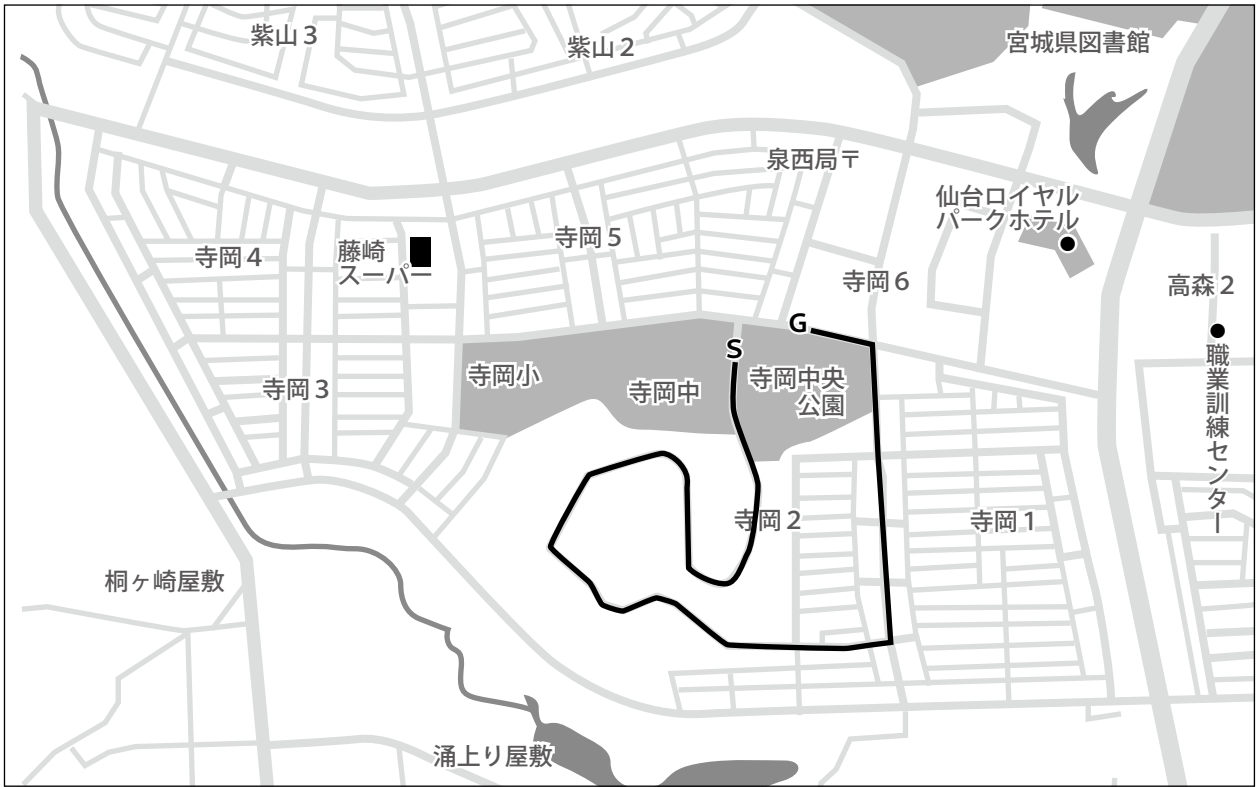 紫山3
紫山2
宮城県図書館
泉西局〒
仙台ロイヤル
パークホテル
寺岡5
寺岡4
藤崎
スーパー
寺岡6
高森2
G
S
職業訓練センター
寺岡小
寺岡中
寺岡中央
公園
寺岡3
寺岡2
寺岡1
桐ヶ崎屋敷
涌上り屋敷